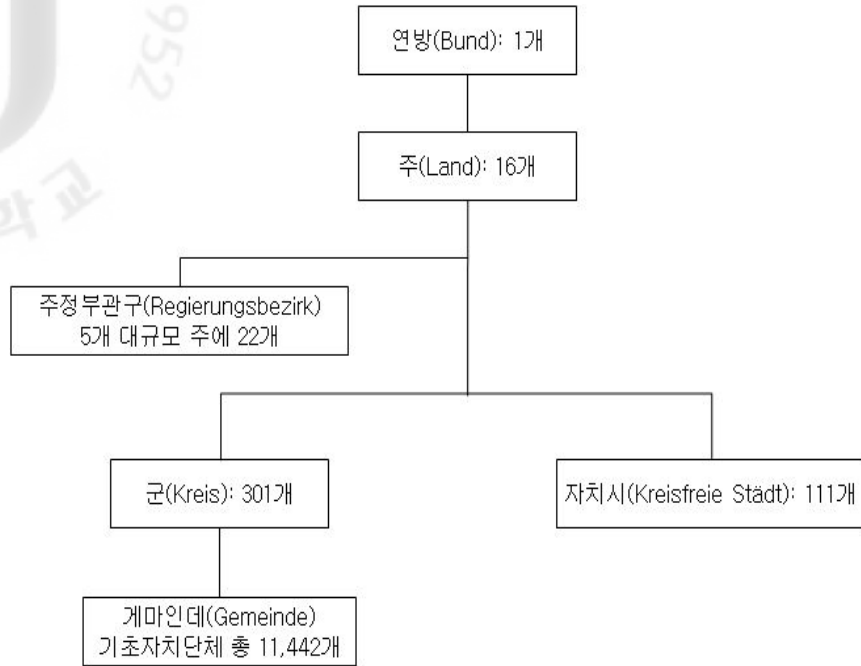 952
학교
연방(Bund): 1개
주(Land): 16개
주정부관구(Regierungsbezirk)
5개 대규모 주에 22개
군(Kreis): 301개
자치시(Kreisfreie Städt): 111개
게마인데(Gemeinde)
기초자치단체 총 11,442개